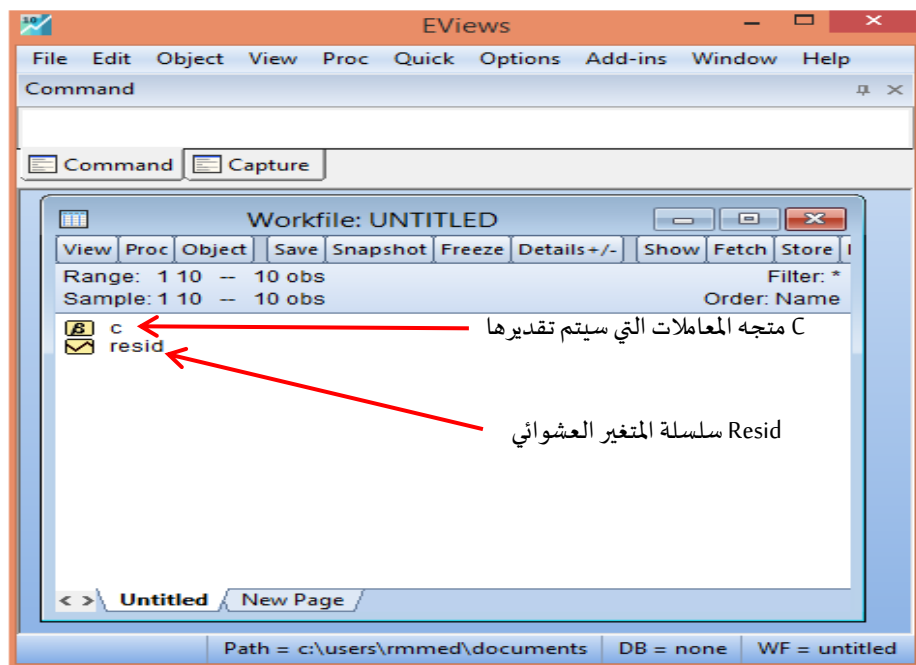 10
EViews
File Edit Object View Proc Quick Options Add-ins Window Help
Command
Command Capture
Workfile: UNTITLED
View Proc Object Save Snapshot Freeze Details+/- Show Fetch Store
Range: 1 10 -- 10 obs Filter: *
Sample: 1 10 -- 10 obs Order: Name
c
C متجه المعاملات التي سيتم تقديرها
resid
Resid سلسلة المتغير العشوائي
< > Untitled New Page
Path = c:\users\rmmed\documents DB = none WF = untitled